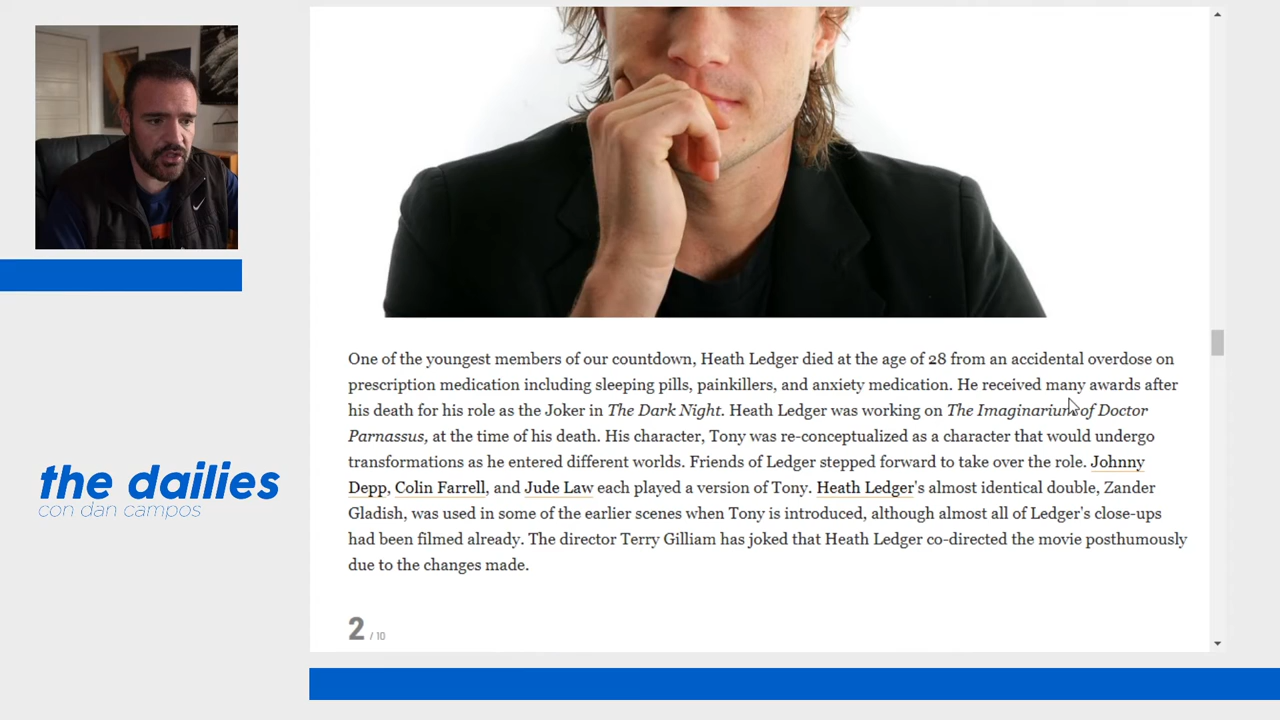 One of the youngest members of our countdown, Heath Ledger died at the age of 28 from an accidental overdose on
prescription medication including sleeping pills, painkillers, and anxiety medication. He received many awards after
his death for his role as the Joker in The Dark Night. Heath Ledger was working on The Imaginarium of Doctor
Parnassus, at the time of his death. His character, Tony was re-conceptualized as a character that would undergo
transformations as he entered different worlds. Friends of Ledger stepped forward to take over the role. Johnny
Depp, Colin Farrell, and Jude Law each played a version of Tony. Heath Ledger's almost identical double, Zander
Gladish, was used in some of the earlier scenes when Tony is introduced, although almost all of Ledger's close-ups
had been filmed already. The director Terry Gilliam has joked that Heath Ledger co-directed the movie posthumously
due to the changes made.
2 / 10
the dailies
con dan campos